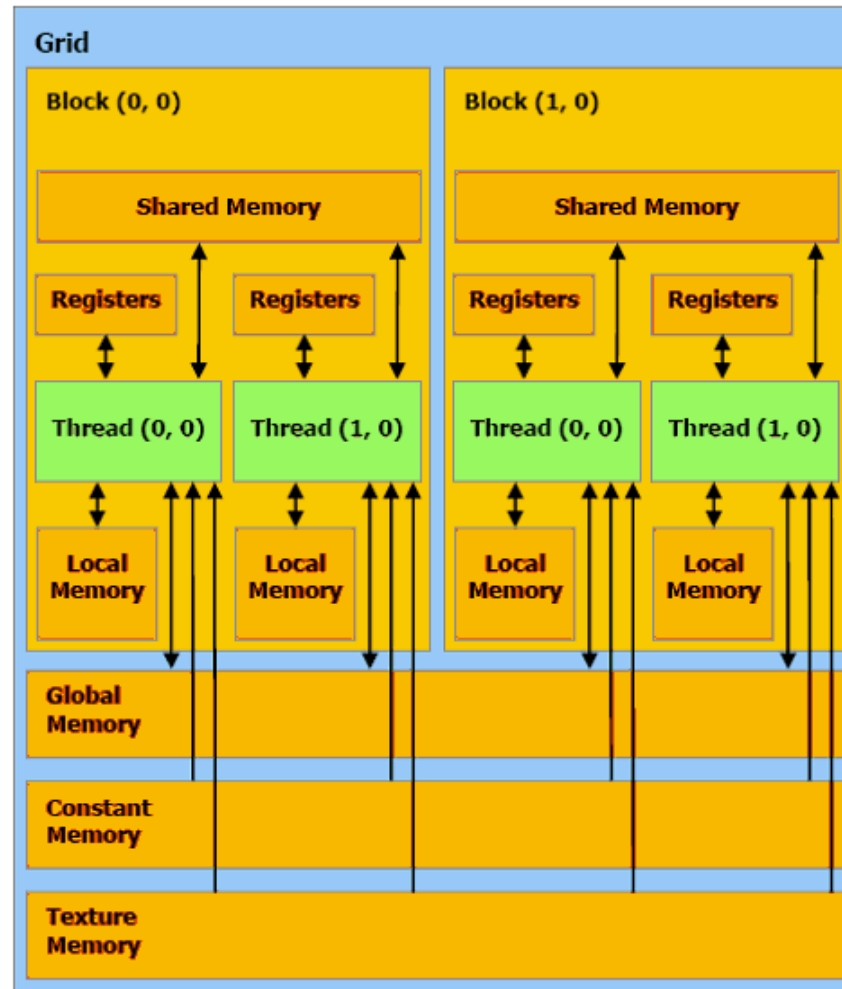 Grid
Block (0, 0)
Block (1, 0)
Shared Memory
Shared Memory
Registers
Registers
Registers
Registers
Thread (0, 0)
Thread (1, 0)
Thread (0, 0)
Thread (1, 0)
Local
Memory
Local
Memory
Local
Memory
Local
Memory
Global
Memory
Constant
Memory
Texture
Memory